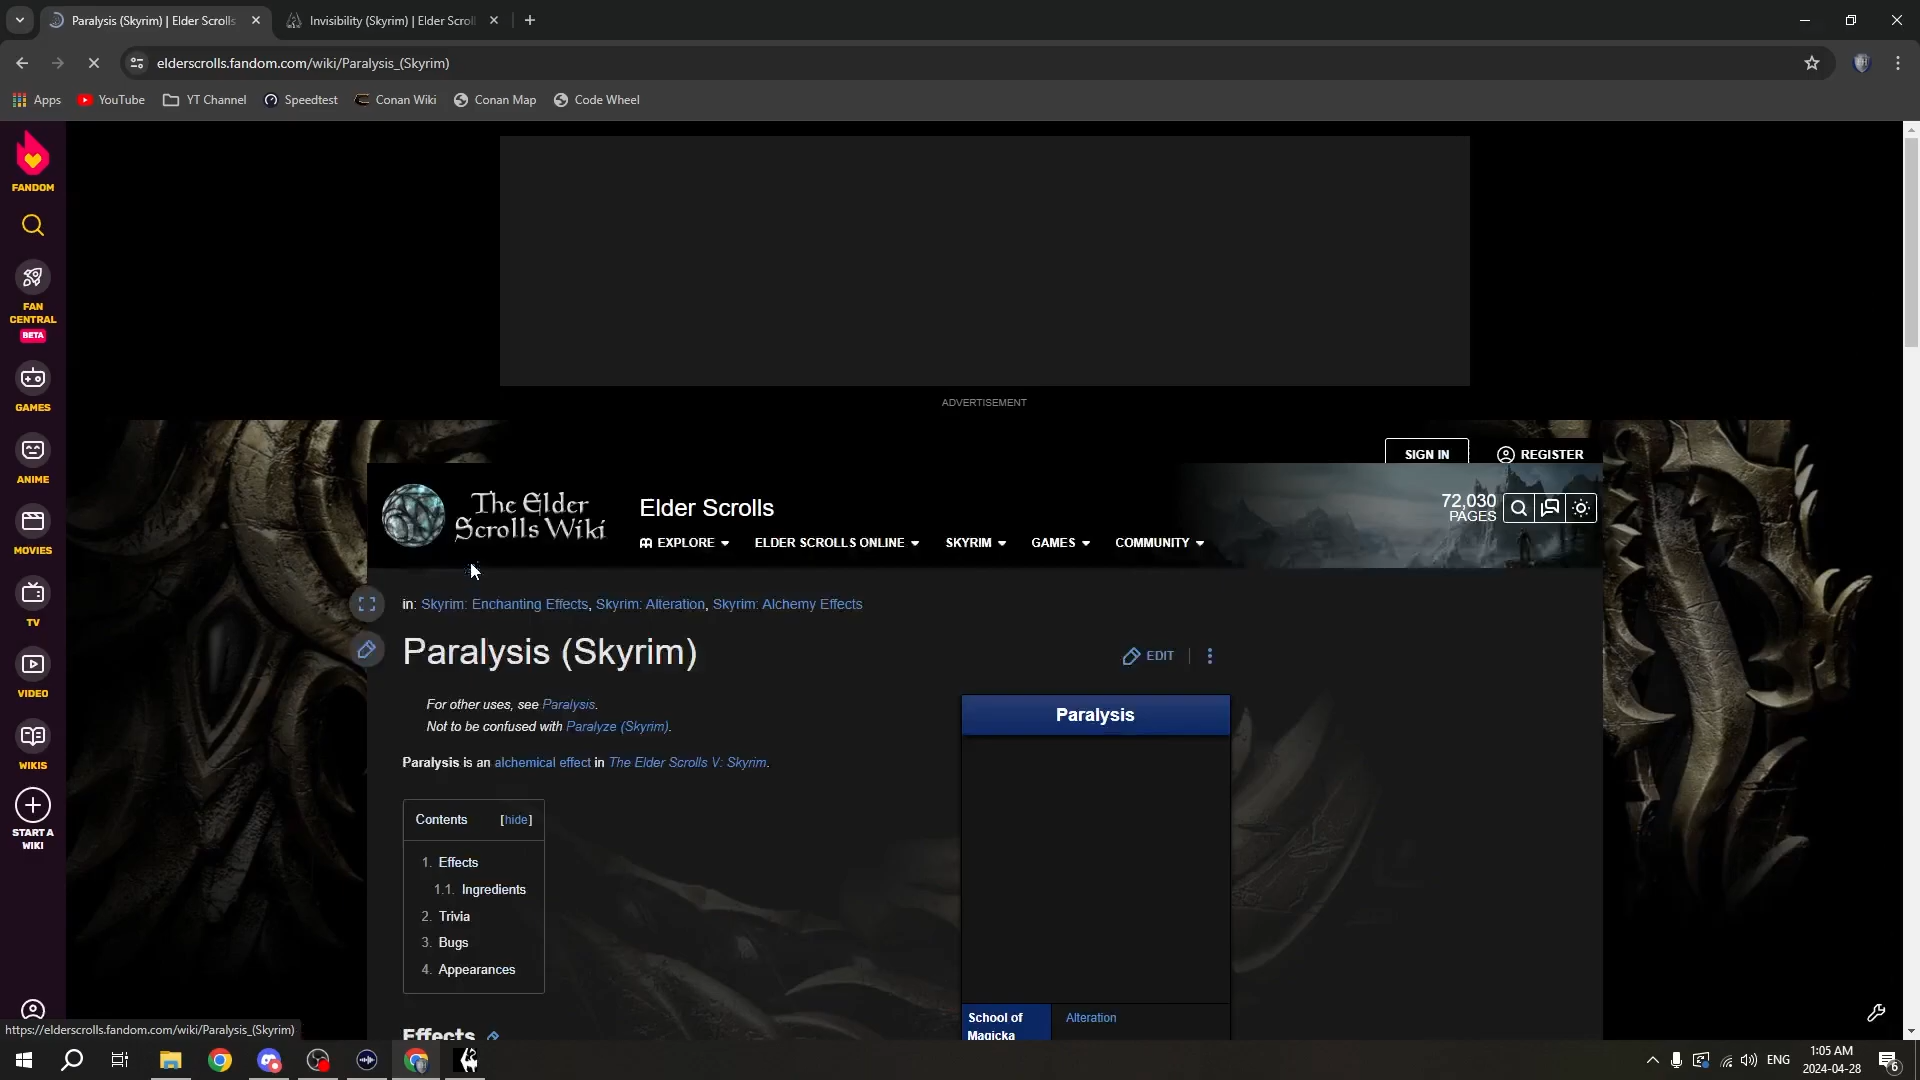 Paralysis (Skyrim) | Elder Scrolls
Invisibility (Skyrim) | Elder Scroll
elderscrolls.fandom.com/wiki/Paralysis_(Skyrim)
Apps
YouTube
YT Channel
Speedtest
Conan Wiki
Conan Map
Code Wheel
FANDOM
FAN
CENTRAL
BETA
GAMES
ANIME
MOVIES
TV
VIDEO
WIKIS
START A
WIKI
ADVERTISEMENT
SIGN IN
REGISTER
The Elder
Scrolls Wiki
Elder Scrolls
72,030
PAGES
EXPLORE
ELDER SCROLLS ONLINE
SKYRIM
GAMES
COMMUNITY
in: Skyrim: Enchanting Effects, Skyrim: Alteration, Skyrim: Alchemy Effects
Paralysis (Skyrim)
EDIT
For other uses, see Paralysis.
Not to be confused with Paralyze (Skyrim).
Paralysis is an alchemical effect in The Elder Scrolls V: Skyrim.
Paralysis
Contents [hide]
1. Effects
1.1. Ingredients
2. Trivia
3. Bugs
4. Appearances
Effects
School of
Magicka
Alteration
https://elderscrolls.fandom.com/wiki/Paralysis_(Skyrim)
ENG
1:05 AM
2024-04-28
6